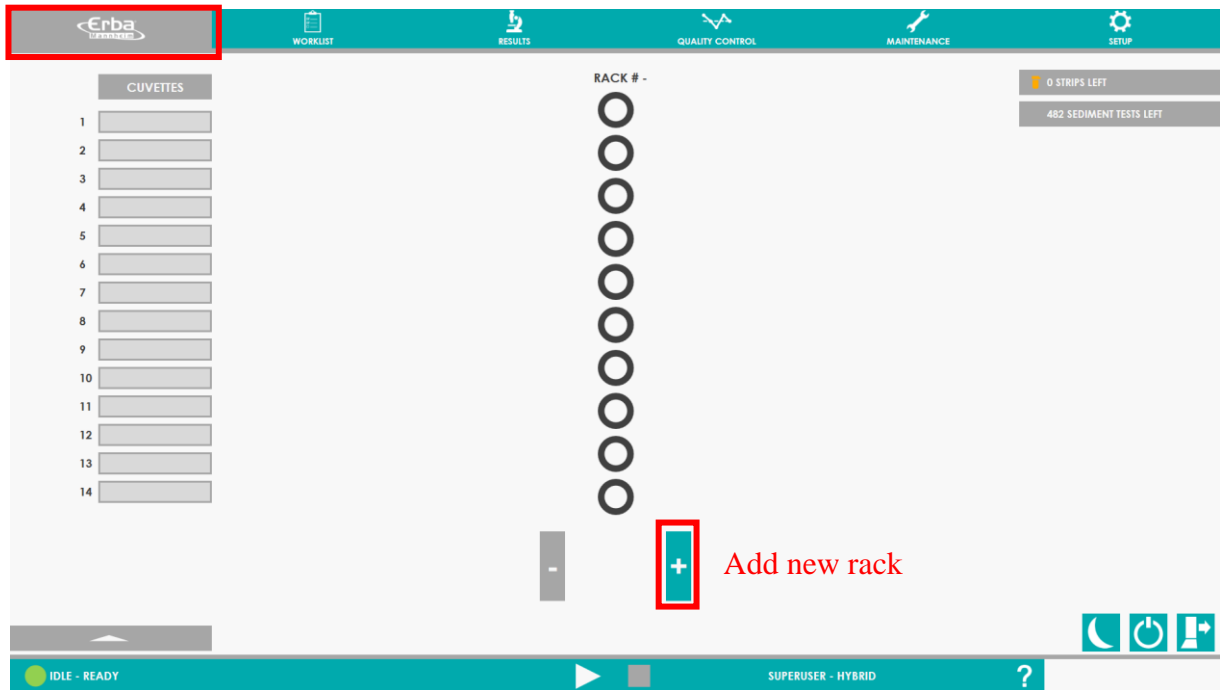 Erba
Mannheim
WORKLIST
RESULTS
QUALITY CONTROL
MAINTENANCE
SETUP
CUVETTES
RACK # -
0 STRIPS LEFT
482 SEDIMENT TESTS LEFT
1
2
3
4
5
6
7
8
9
10
11
12
13
14
-
+
Add new rack
IDLE - READY
SUPERUSER - HYBRID
?